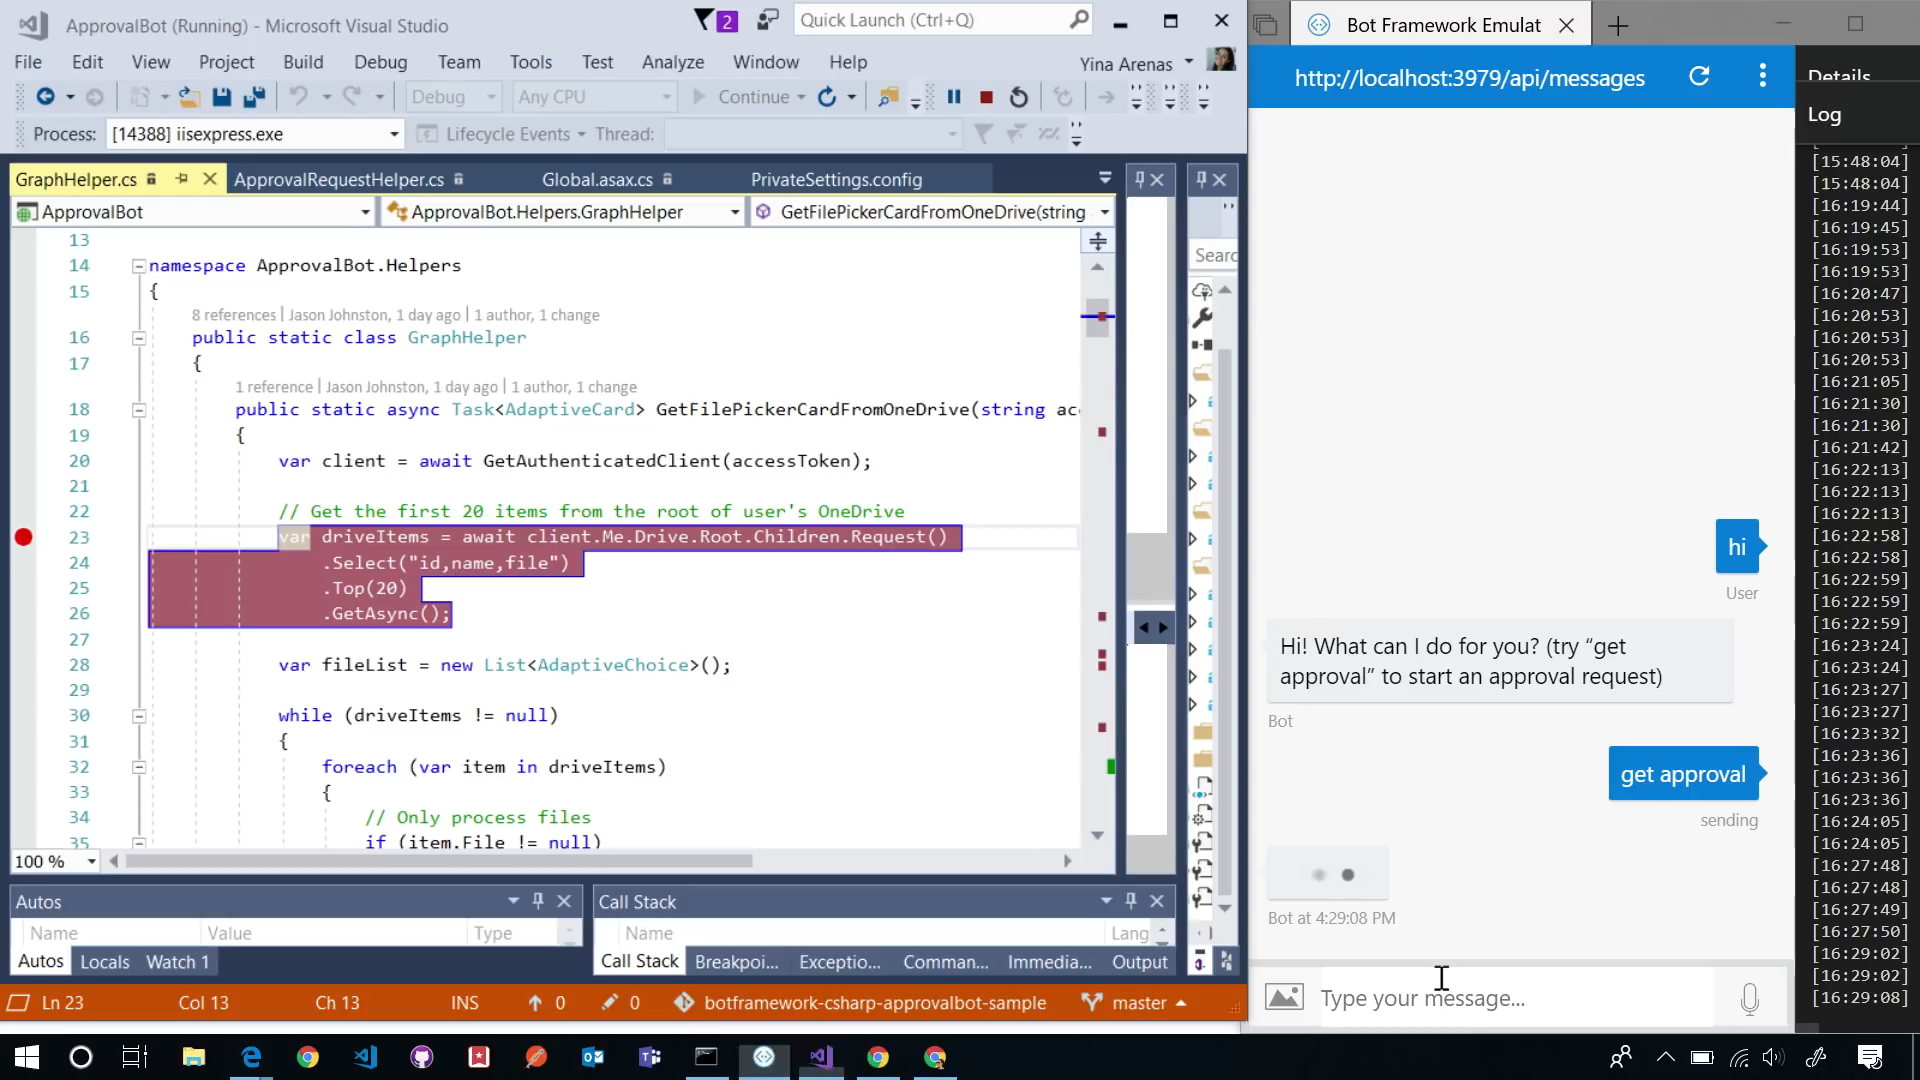 ApprovalBot (Running) - Microsoft Visual Studio
2
Quick Launch (Ctrl+Q)
File Edit View Project Build Debug Team Tools Test Analyze Window Help
Yina Arenas
Debug Any CPU Continue
Process: [14388] iisexpress.exe Lifecycle Events Thread:
GraphHelper.cs ApprovalRequestHelper.cs Global.asax.cs PrivateSettings.config
ApprovalBot ApprovalBot.Helpers.GraphHelper GetFilePickerCardFromOneDrive(string
13
14 namespace ApprovalBot.Helpers
15 {
8 references | Jason Johnston, 1 day ago | 1 author, 1 change
16 public static class GraphHelper
17 {
1 reference | Jason Johnston, 1 day ago | 1 author, 1 change
18 public static async Task<AdaptiveCard> GetFilePickerCardFromOneDrive(string ac
19 {
20 var client = await GetAuthenticatedClient(accessToken);
21
22 // Get the first 20 items from the root of user's OneDrive
23 var driveItems = await client.Me.Drive.Root.Children.Request()
24 .Select("id,name,file")
25 .Top(20)
26 .GetAsync();
27
28 var fileList = new List<AdaptiveChoice>();
29
30 while (driveItems != null)
31 {
32 foreach (var item in driveItems)
33 {
34 // Only process files
35 if (item.File != null)
100 %
Searc
Autos
Name Value Type
Autos Locals Watch 1
Call Stack
Name Lang
Call Stack Breakpoi... Exceptio... Comman... Immedia... Output
Ln 23 Col 13 Ch 13 INS 0 0 botframework-csharp-approvalbot-sample master
Bot Framework Emulat
http://localhost:3979/api/messages
hi
User
Hi! What can I do for you? (try “get
approval” to start an approval request)
Bot
get approval
sending
Bot at 4:29:08 PM
Type your message...
Details
Log
[15:48:04]
[15:48:04]
[16:19:44]
[16:19:45]
[16:19:53]
[16:19:53]
[16:20:47]
[16:20:53]
[16:20:53]
[16:20:53]
[16:21:05]
[16:21:30]
[16:21:30]
[16:21:42]
[16:22:13]
[16:22:13]
[16:22:13]
[16:22:58]
[16:22:58]
[16:22:59]
[16:22:59]
[16:22:59]
[16:23:24]
[16:23:24]
[16:23:27]
[16:23:27]
[16:23:32]
[16:23:36]
[16:23:36]
[16:23:36]
[16:24:05]
[16:24:05]
[16:27:48]
[16:27:48]
[16:27:49]
[16:27:50]
[16:29:02]
[16:29:02]
[16:29:08]